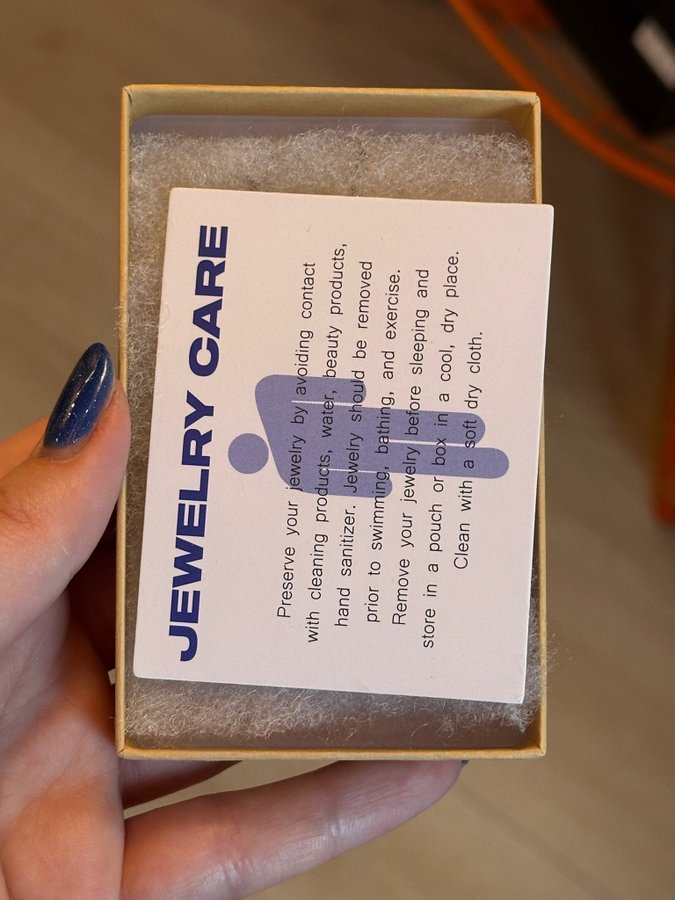 JEWELRY CARE
Preserve your jewelry by avoiding contact
with cleaning products, water, beauty products,
hand sanitizer. Jewelry should be removed
prior to swimming, bathing, and exercise.
Remove your jewelry before sleeping and
store in a pouch or box in a cool, dry place.
Clean with a soft dry cloth.